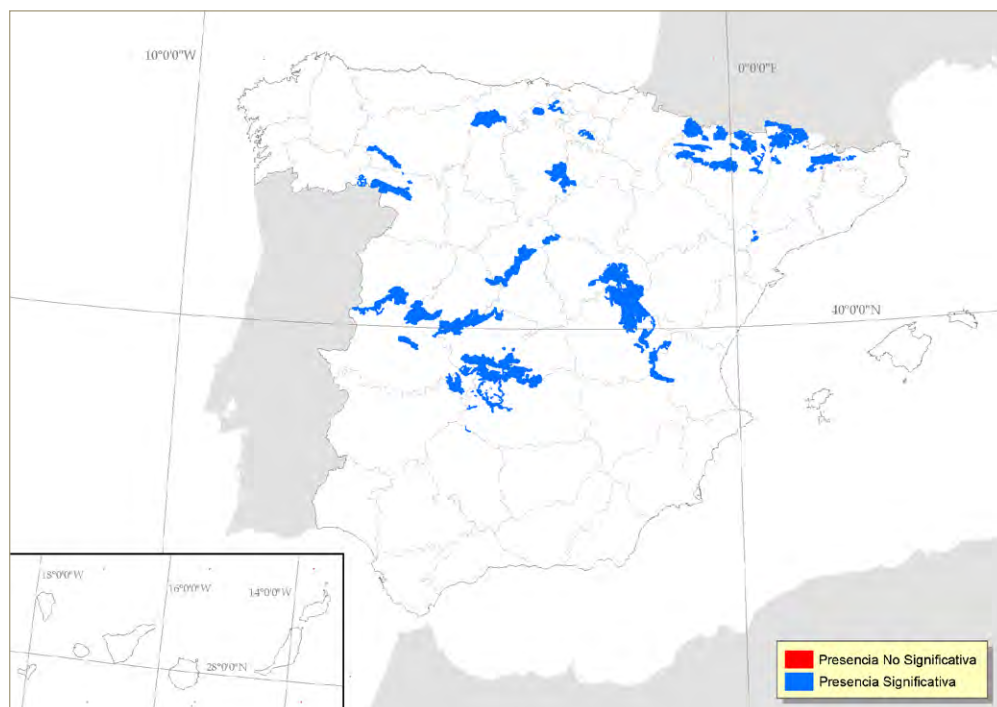 10°0'0"W
0°0'0"E
40°0'0"N
18°0'0"W
16°0'0"W
14°0'0"W
28°0'0"N
Presencia No Significativa
Presencia Significativa